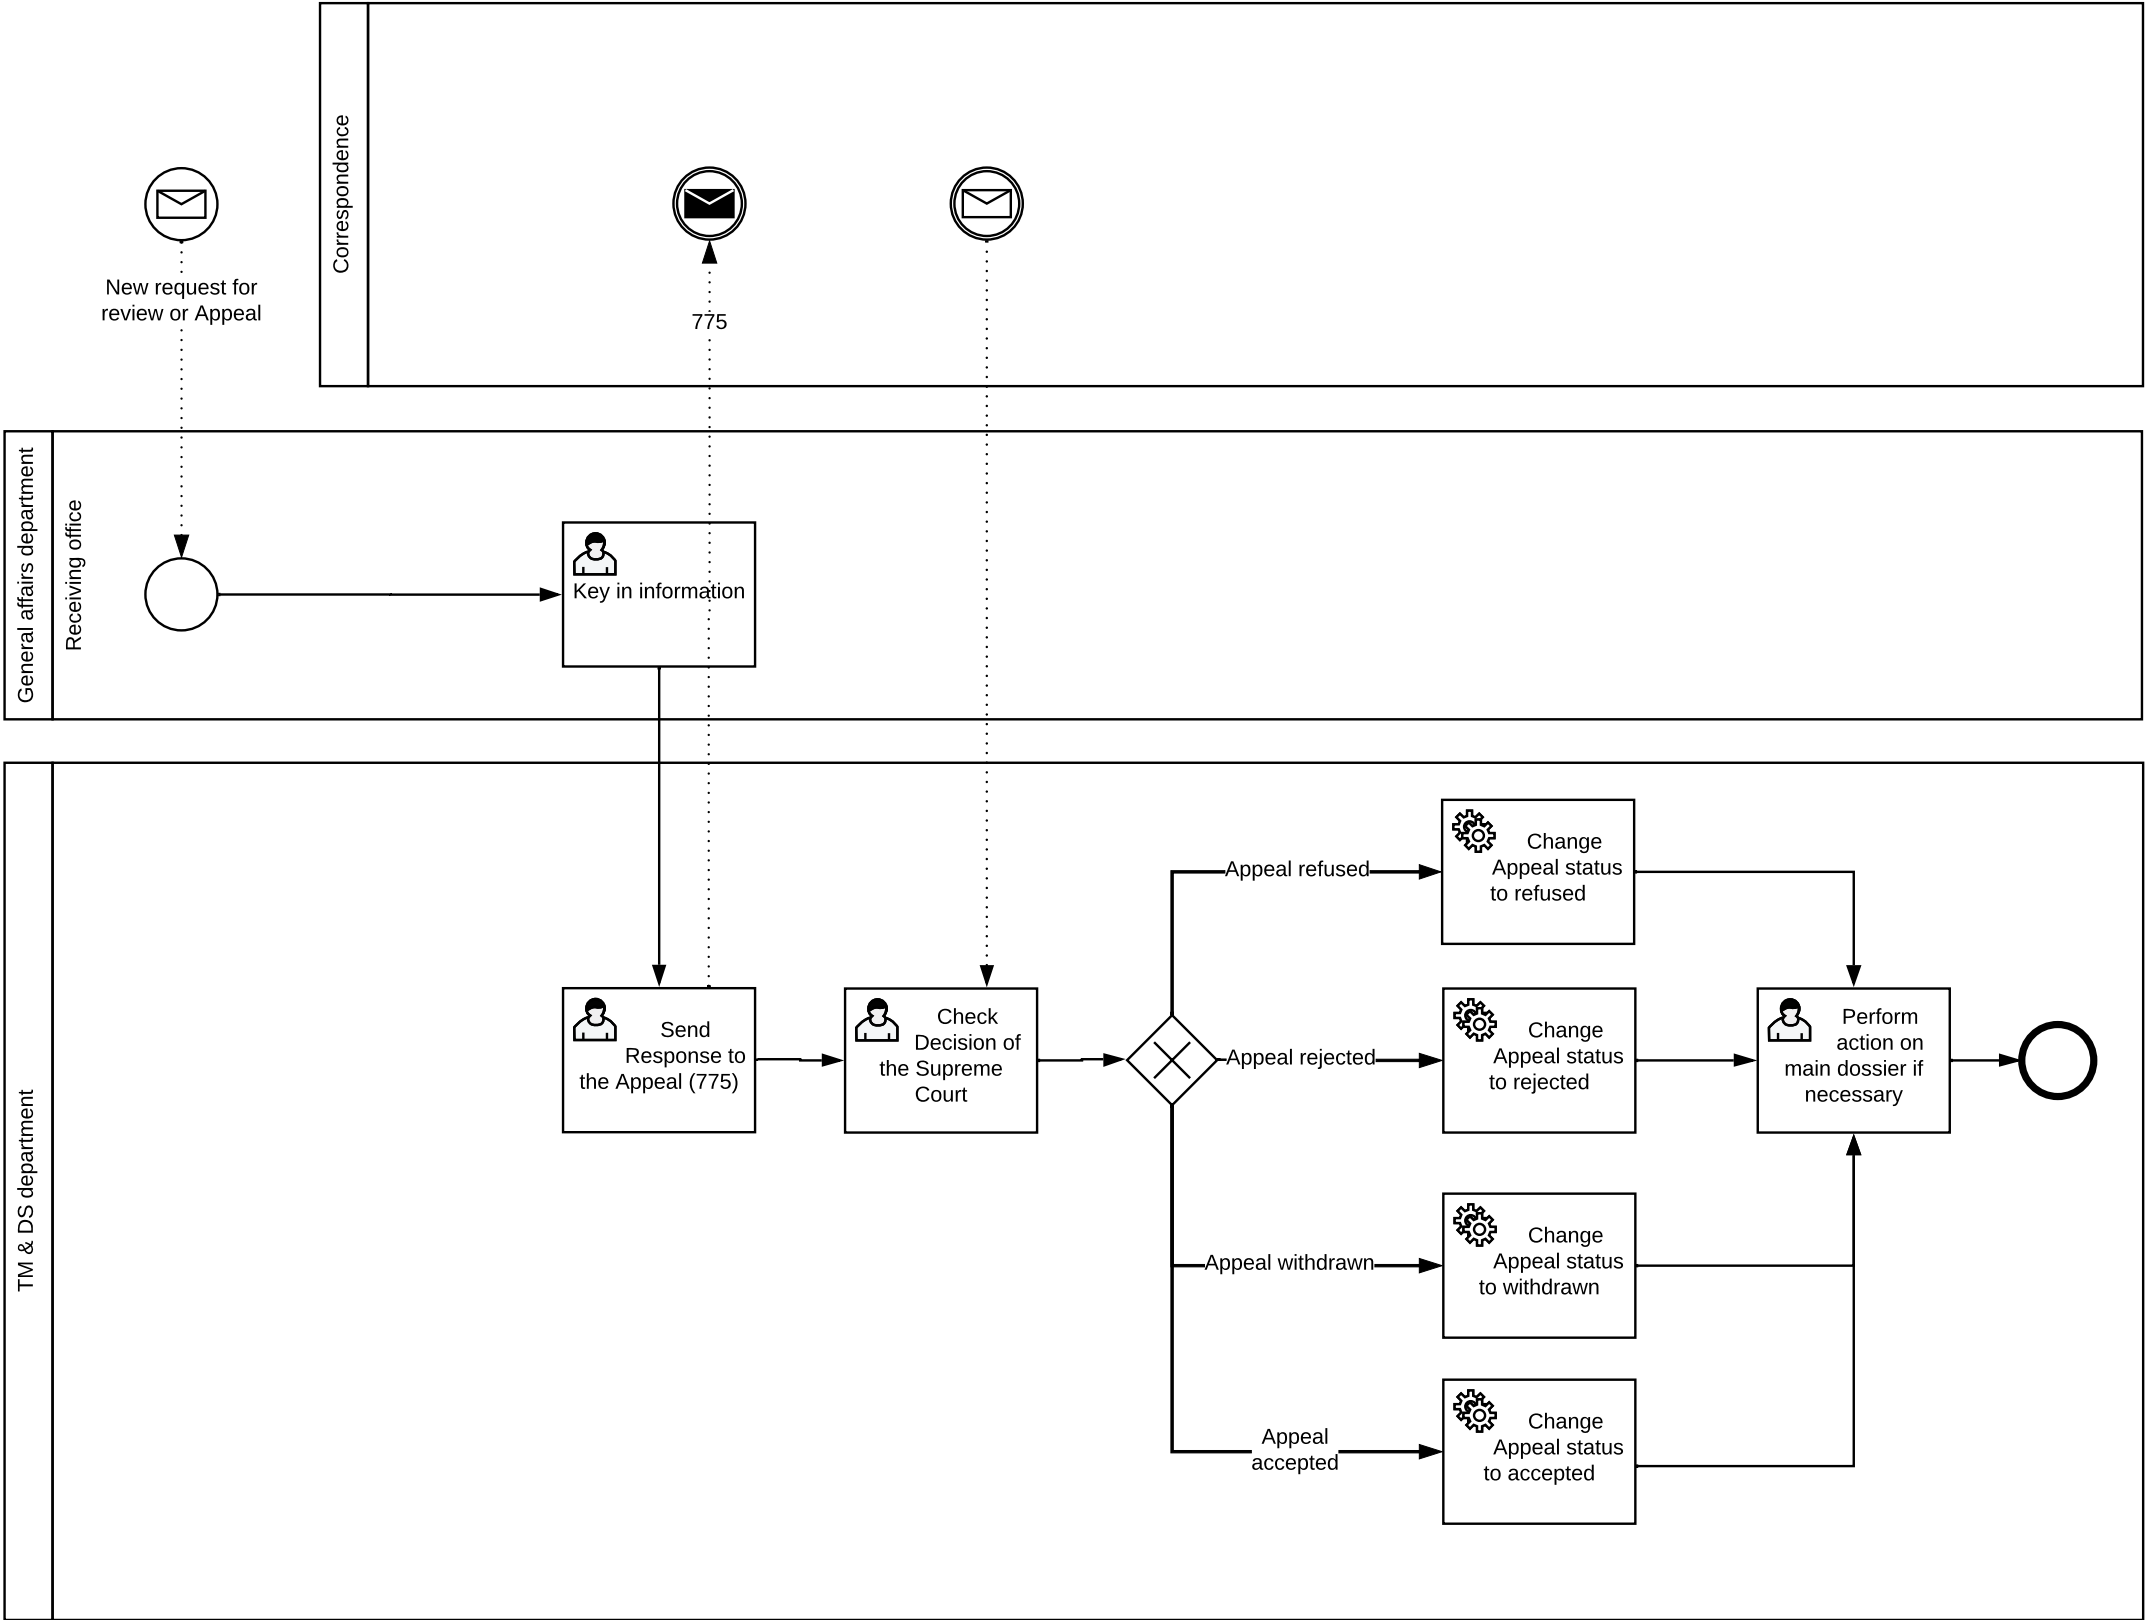 Correspondence
New request for
review or Appeal
775
General affairs department
Receiving office
Key in information
TM & DS department
Send
Response to
the Appeal (775)
Check
Decision of
the Supreme
Court
Appeal refused
Change
Appeal status
to refused
Appeal rejected
Change
Appeal status
to rejected
Perform
action on
main dossier if
necessary
Appeal withdrawn
Change
Appeal status
to withdrawn
Appeal
accepted
Change
Appeal status
to accepted